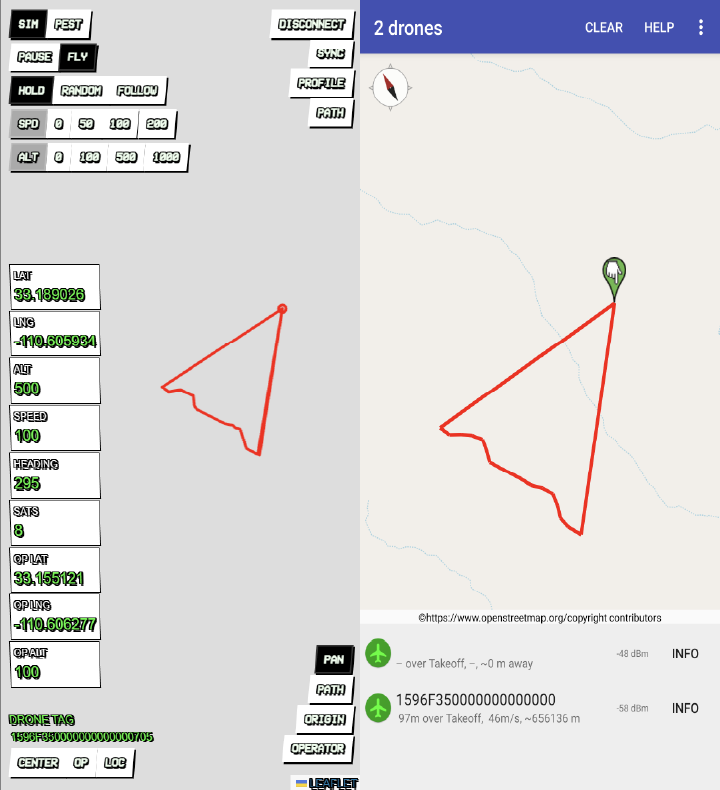 SIM PEST
DISCONNECT
PAUSE FLY
SYNC
HOLD RANDOM FOLLOW
PROFILE
SPD 0 50 100 200
PATH
ALT 0 100 500 1000
LAT
33.189026
LNG
-110.605934
ALT
500
SPEED
100
HEADING
295
SATS
8
OP LAT
33.155121
OP LNG
-110.606277
OP ALT
100
PAN
PATH
ORIGIN
OPERATOR
DRONE TAG
1596F35000000000000705
CENTER OP LOC
LEAFLET
2 drones
CLEAR HELP
©https://www.openstreetmap.org/copyright contributors
– over Takeoff, –, ~0 m away
-48 dBm
INFO
1596F350000000000000
97m over Takeoff, 46m/s, ~656136 m
-58 dBm
INFO